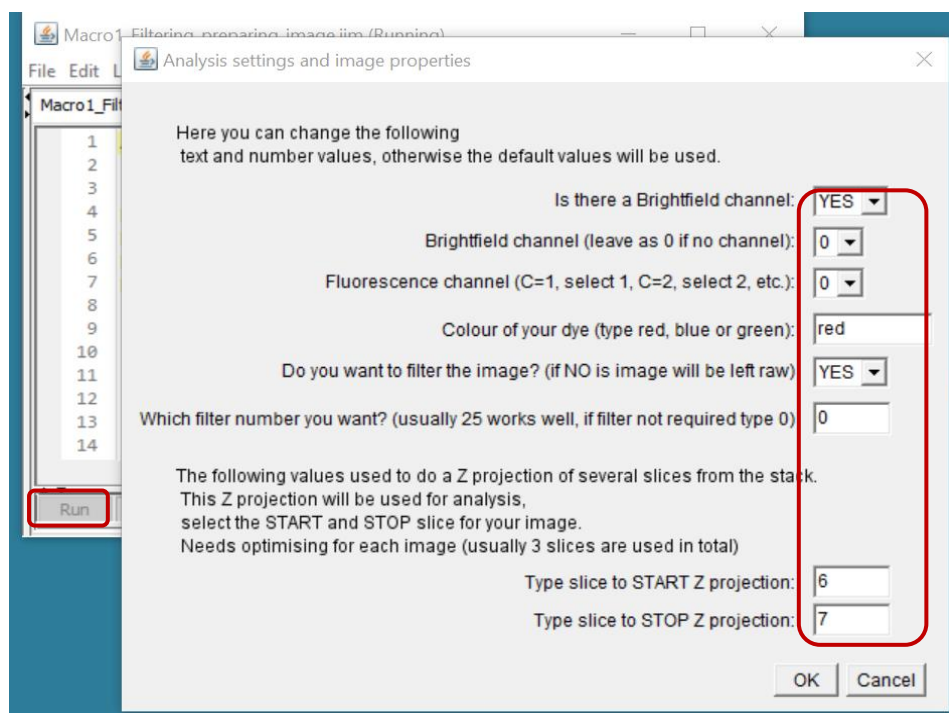 Macro1_Filtering_preparing_image.ijm (Running)
Analysis settings and image properties
File Edit L
Macro1_Filt
1
2
3
4
5
6
7
8
9
10
11
12
13
14
Run
Here you can change the following
text and number values, otherwise the default values will be used.
Is there a Brightfield channel: YES
Brightfield channel (leave as 0 if no channel): 0
Fluorescence channel (C=1, select 1, C=2, select 2, etc.): 0
Colour of your dye (type red, blue or green): red
Do you want to filter the image? (if NO is image will be left raw) YES
Which filter number you want? (usually 25 works well, if filter not required type 0) 0
The following values used to do a Z projection of several slices from the stack.
This Z projection will be used for analysis,
select the START and STOP slice for your image.
Needs optimising for each image (usually 3 slices are used in total)
Type slice to START Z projection: 6
Type slice to STOP Z projection: 7
OK Cancel